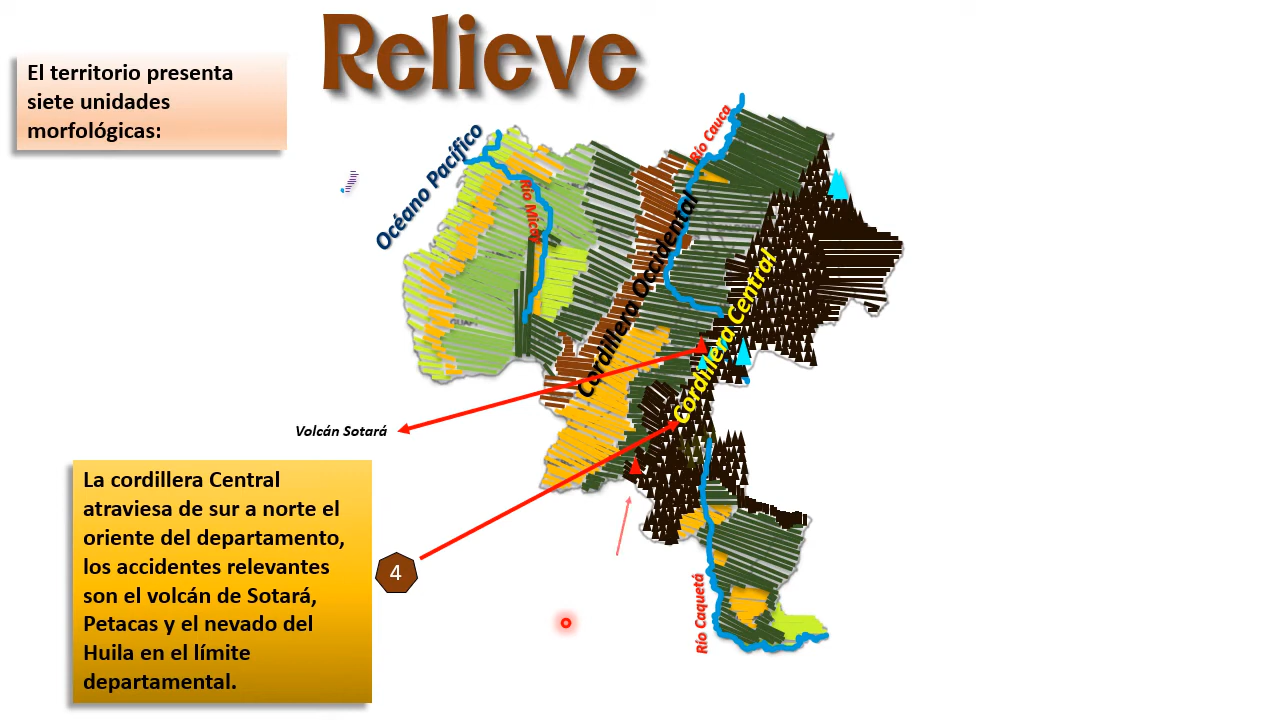 Relieve
El territorio presenta
siete unidades
morfológicas:
Océano Pacífico
Río Cauca
Río Micay
Cordillera Occidental
Cordillera Central
Volcán Sotará
La cordillera Central
atraviesa de sur a norte el
oriente del departamento,
los accidentes relevantes
son el volcán de Sotará,
Petacas y el nevado del
Huila en el límite
departamental.
4
Río Caquetá